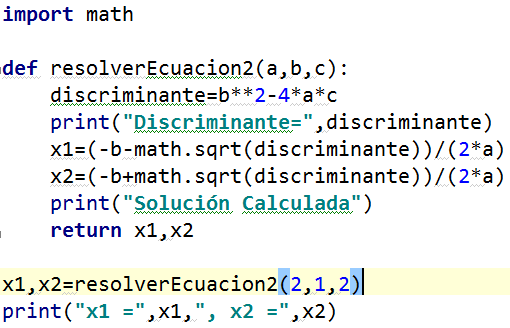 import math
def resolverEcuacion2(a,b,c):
    discriminante=b**2-4*a*c
    print("Discriminante=",discriminante)
    x1=(-b-math.sqrt(discriminante))/(2*a)
    x2=(-b+math.sqrt(discriminante))/(2*a)
    print("Solución Calculada")
    return x1,x2
x1,x2=resolverEcuacion2(2,1,2)
print("x1 =",x1,", x2 =",x2)